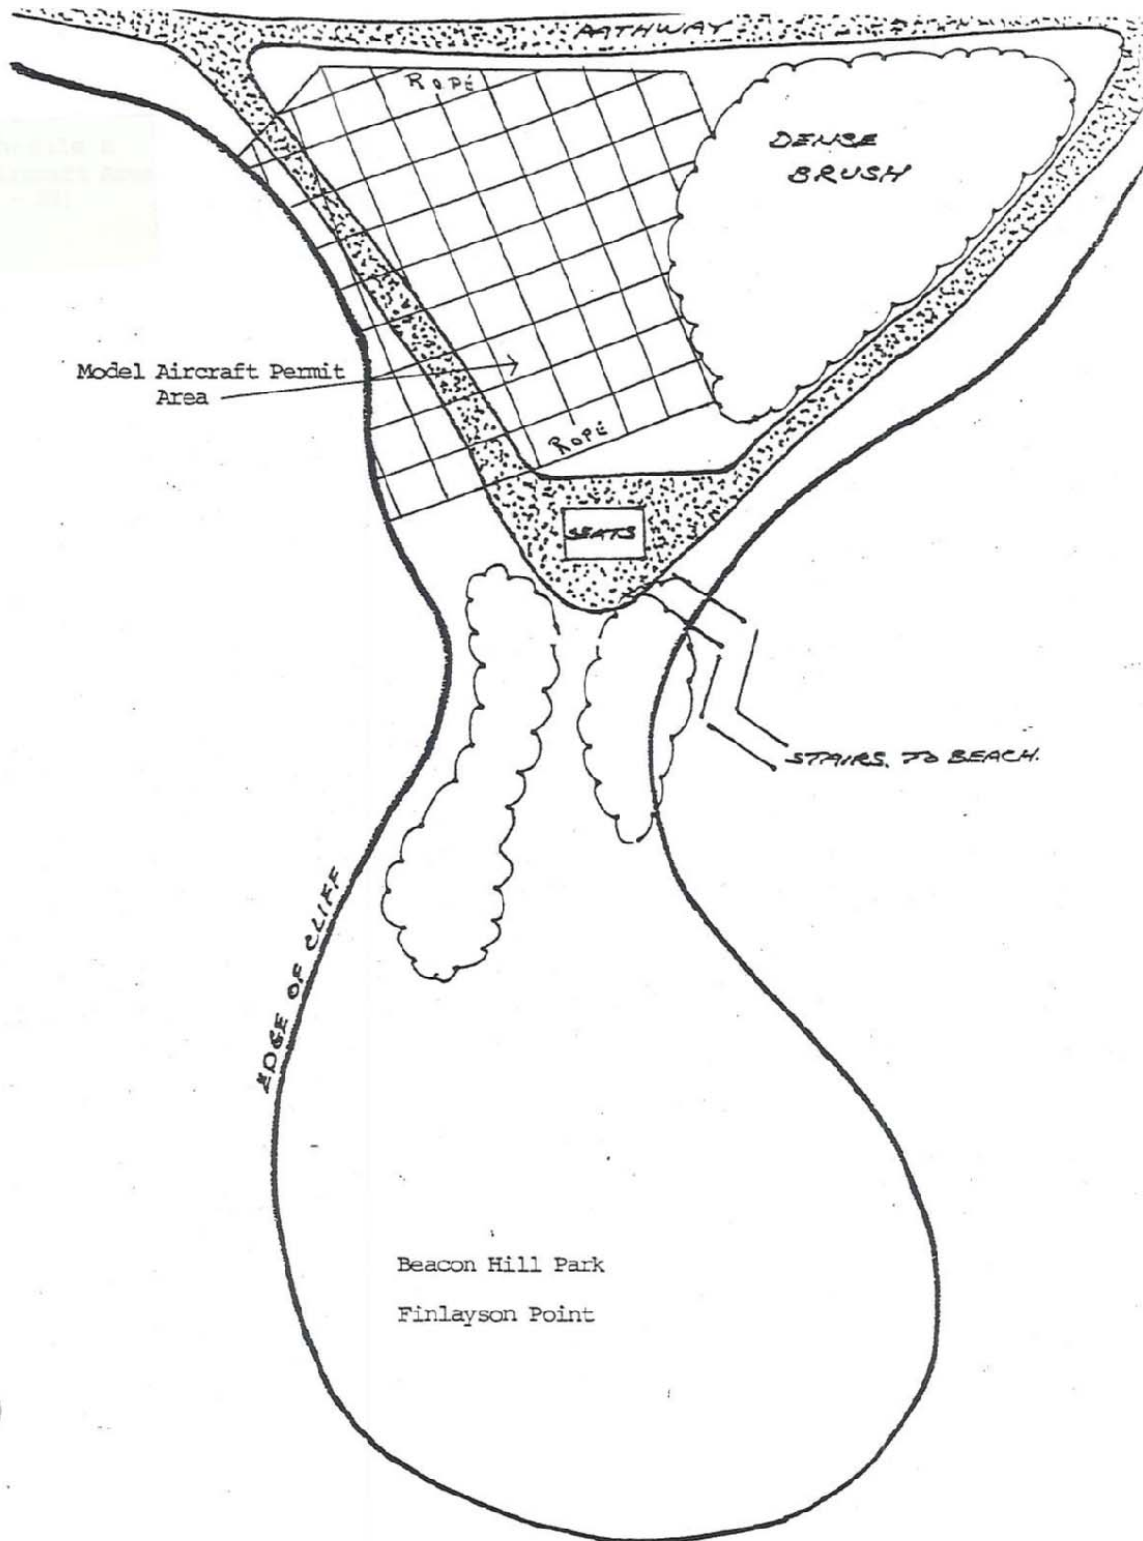 PATHWAY
ROPE
DENSE
BRUSH
Model Aircraft Permit
Area
ROPE
SEATS
STAIRS. TO BEACH.
EDGE OF CLIFF
Beacon Hill Park
Finlayson Point